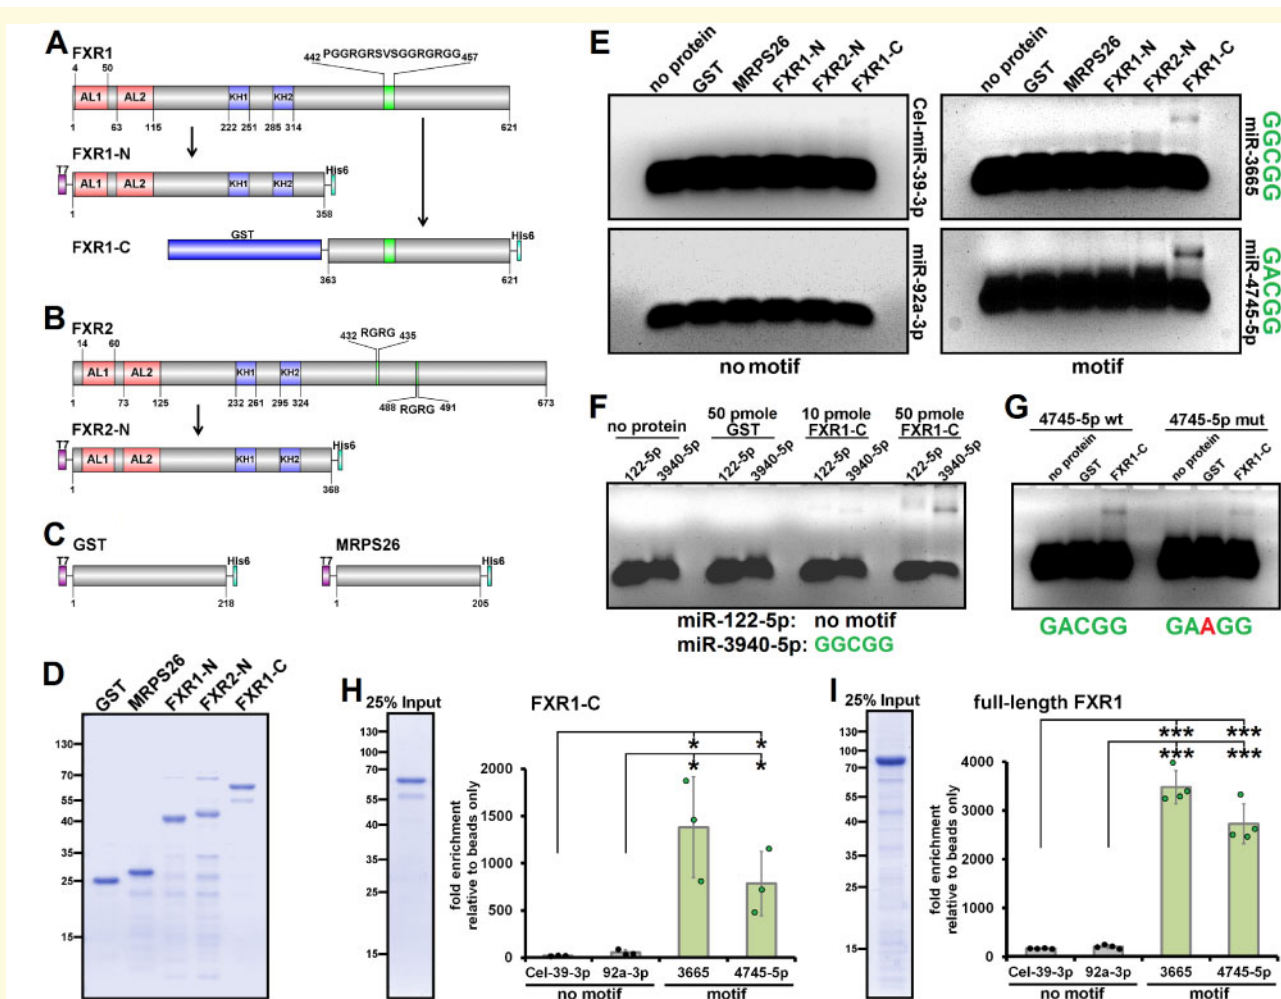 A
FXR1
442 PGGRGRSVSGGRGRGG 457
4 50
AL1 AL2 KH1 KH2
1 63 115 222 251 285 314 621
FXR1-N
T7 AL1 AL2 KH1 KH2 His6
1 358
FXR1-C
GST His6
363 621
B
FXR2
14 60 432 RGRG 435
AL1 AL2 KH1 KH2
1 73 125 232 261 295 324 488 RGRG 491 673
FXR2-N
T7 AL1 AL2 KH1 KH2 His6
1 368
C
GST
T7 His6
1 218
MRPS26
T7 His6
1 205
D
GST MRPS26 FXR1-N FXR2-N FXR1-C
130
70
55
40
35
25
15
E
no protein GST MRPS26 FXR1-N FXR2-N FXR1-C
no protein GST MRPS26 FXR1-N FXR2-N FXR1-C
Cel-miR-39-3p
miR-3665
GGCGG
miR-92a-3p
miR-4745-5p
GACGG
no motif
motif
F
no protein
50 pmole GST
10 pmole FXR1-C
50 pmole FXR1-C
122-5p 3940-5p 122-5p 3940-5p 122-5p 3940-5p 122-5p 3940-5p
miR-122-5p: no motif
miR-3940-5p: GGCGG
G
4745-5p wt 4745-5p mut
no protein GST FXR1-C no protein GST FXR1-C
GACGG GAAGG
H
25% Input
130
100
70
55
40
35
25
15
FXR1-C
* *
* *
fold enrichment
relative to beads only
2000
1500
1000
500
0
Cel-39-3p 92a-3p 3665 4745-5p
no motif motif
I
25% Input
130
100
70
55
40
35
25
15
full-length FXR1
*** ***
*** ***
fold enrichment
relative to beads only
4000
3000
2000
1000
0
Cel-39-3p 92a-3p 3665 4745-5p
no motif motif